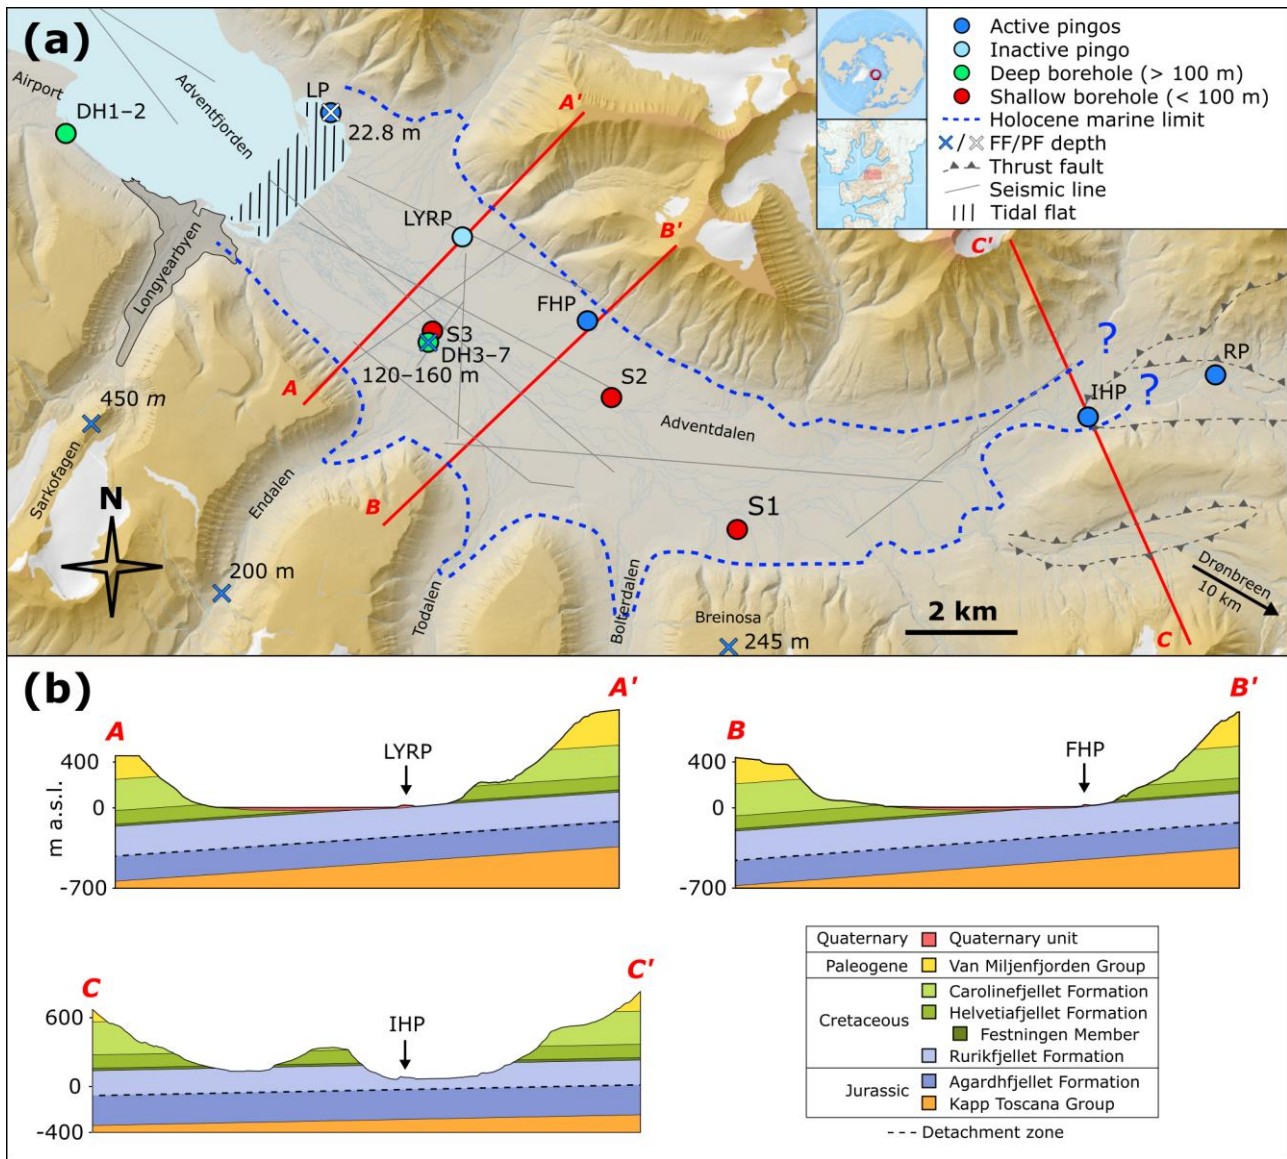 (a)
Airport
DH1–2
Adventfjorden
LP
22.8 m
A'
Active pingos
Inactive pingo
Deep borehole (> 100 m)
Shallow borehole (< 100 m)
Holocene marine limit
/ FF/PF depth
Thrust fault
Seismic line
Tidal flat
Longyearbyen
LYRP
B'
C'
FHP
S3
DH3–7
120–160 m
?
RP
A
S2
IHP
?
450 m
Adventdalen
Sarkofagen
N
Endalen
B
S1
200 m
Todalen
Bolterdalen
Breinosa
245 m
2 km
Drønbreen
10 km
C
(b)
A
A'
LYRP
400
0
-700
m a.s.l.
B
B'
FHP
400
0
-700
C
C'
IHP
600
0
-400
Quaternary Quaternary unit
Paleogene Van Miljenfjorden Group
Cretaceous
Carolinefjellet Formation
Helvetiafjellet Formation
Festningen Member
Rurikfjellet Formation
Jurassic
Agardhfjellet Formation
Kapp Toscana Group
Detachment zone